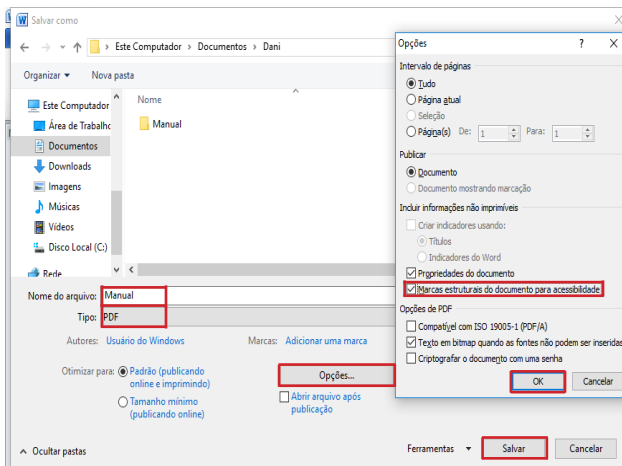 Salvar como
Este Computador > Documentos > Dani
Organizar
Nova pasta
Este Computador
Área de Trabalho
Documentos
Downloads
Imagens
Músicas
Vídeos
Disco Local (C:)
Rede
Nome
Manual
Nome do arquivo: Manual
Tipo: PDF
Autores: Usuário do Windows
Marcas: Adicionar uma marca
Otimizar para:
Padrão (publicando
online e imprimindo)
Tamanho mínimo
(publicando online)
Opções...
Abrir arquivo após
publicação
Ocultar pastas
Ferramentas
Salvar
Cancelar
Opções
?
X
Intervalo de páginas
Tudo
Página atual
Seleção
Página(s) De: 1 Para: 1
Publicar
Documento
Documento mostrando marcação
Incluir informações não imprimíveis
Criar indicadores usando:
Títulos
Indicadores do Word
Propriedades do documento
Marcas estruturais do documento para acessibilidade
Opções de PDF
Compatível com ISO 19005-1 (PDF/A)
Texto em bitmap quando as fontes não podem ser inseridas
Criptografar o documento com uma senha
OK
Cancelar